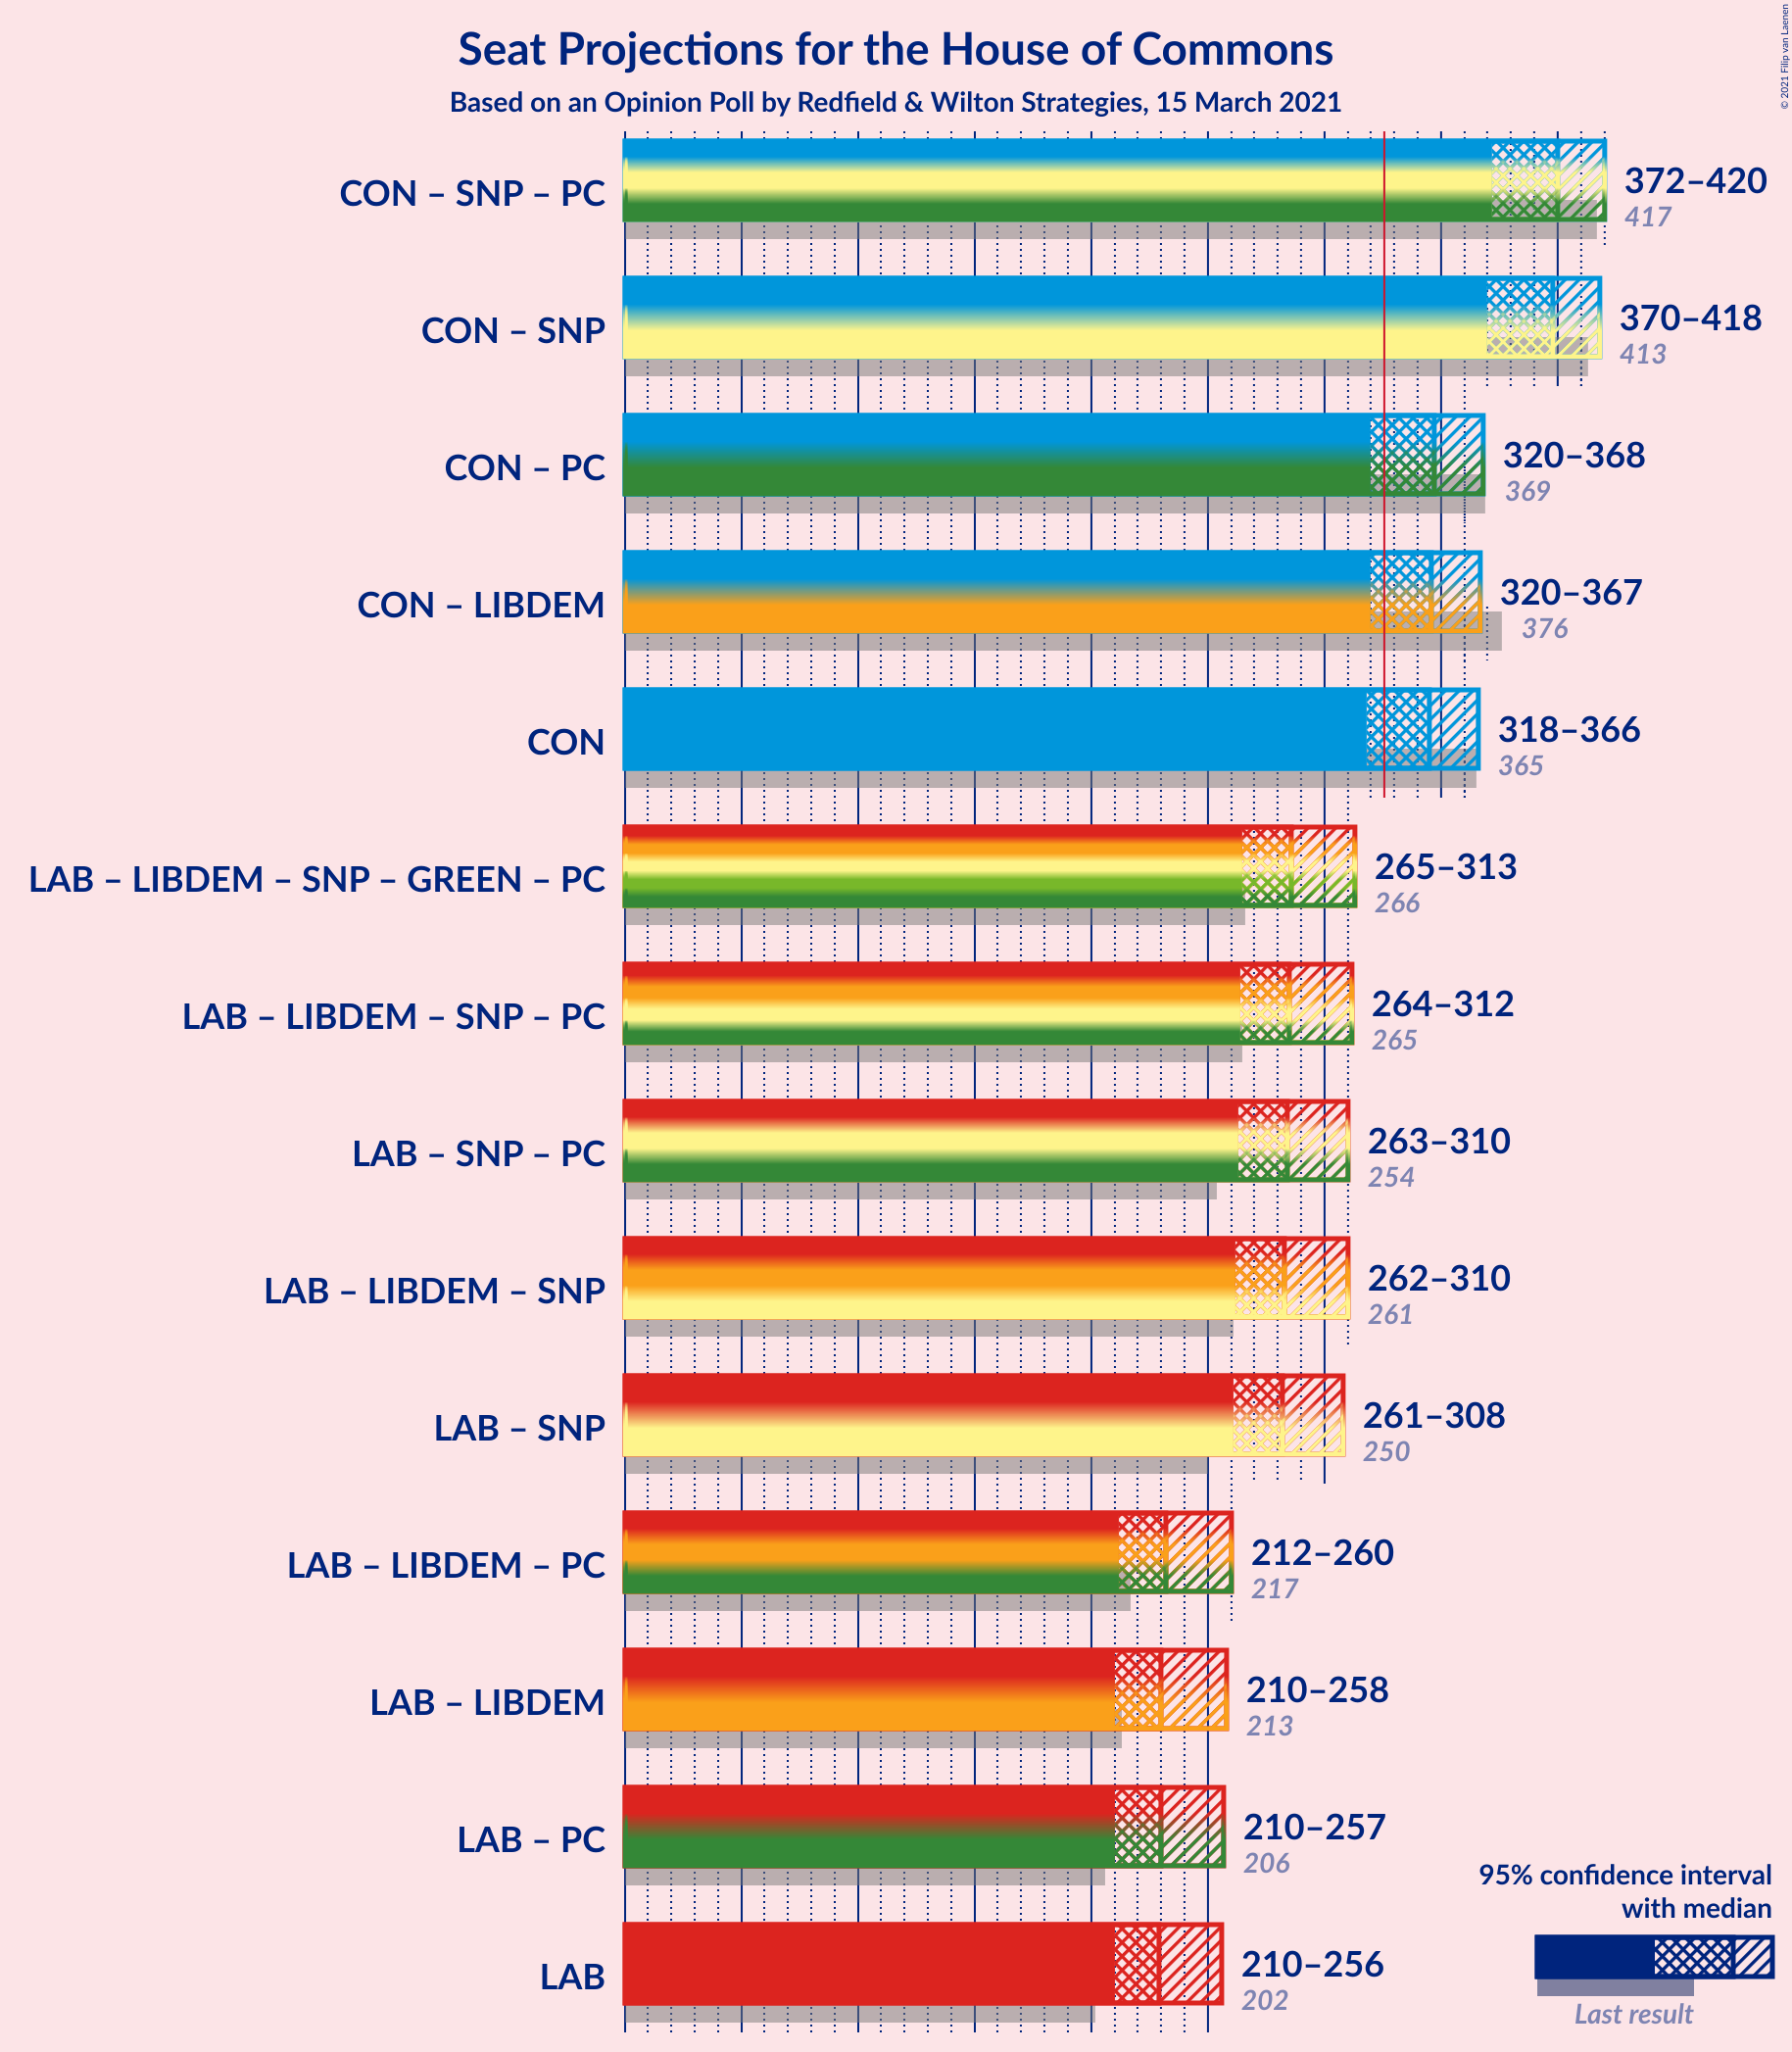 Seat Projections for the House of Commons
Based on an Opinion Poll by Redfield & Wilton Strategies, 15 March 2021
© 2021 Filip van Laenen
CON – SNP – PC
372–420
417
CON – SNP
370–418
413
CON – PC
320–368
369
CON – LIBDEM
320–367
376
CON
318–366
365
LAB – LIBDEM – SNP – GREEN – PC
265–313
266
LAB – LIBDEM – SNP – PC
264–312
265
LAB – SNP – PC
263–310
254
LAB – LIBDEM – SNP
262–310
261
LAB – SNP
261–308
250
LAB – LIBDEM – PC
212–260
217
LAB – LIBDEM
210–258
213
LAB – PC
210–257
206
LAB
210–256
202
95% confidence interval
with median
Last result